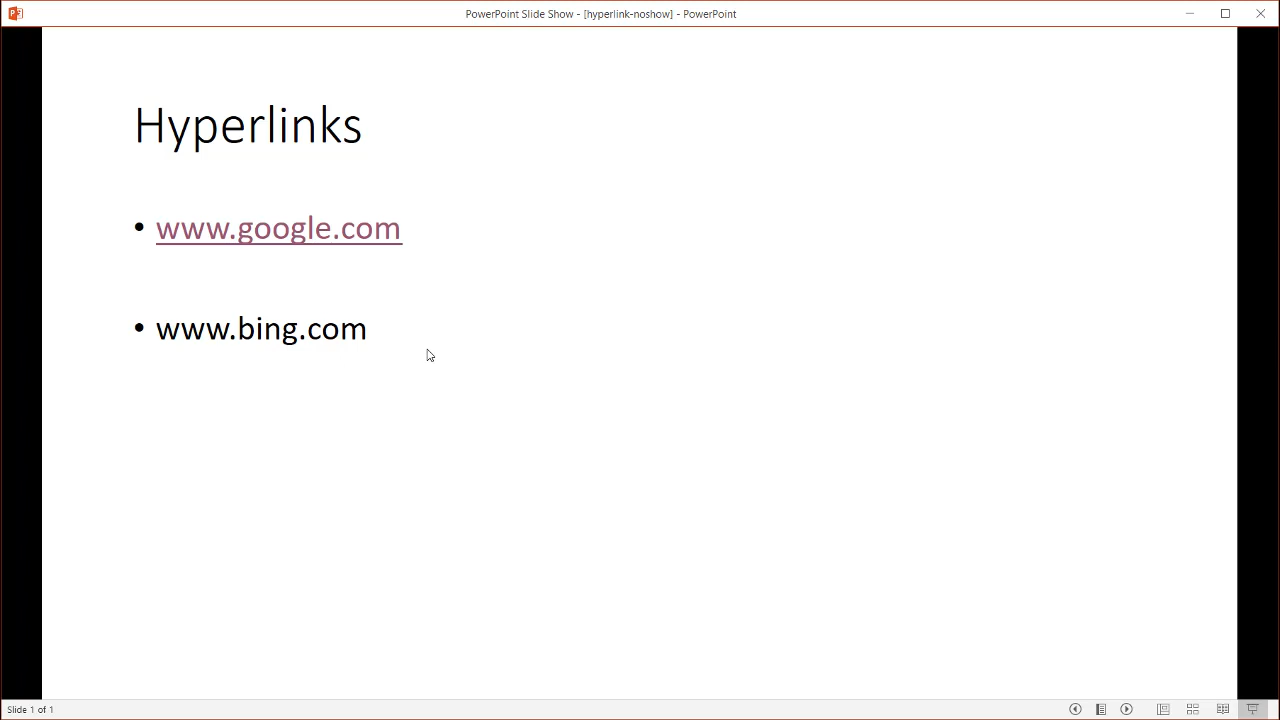 PowerPoint Slide Show - [hyperlink-noshow] - PowerPoint
Hyperlinks
• www.google.com
• www.bing.com
Slide 1 of 1